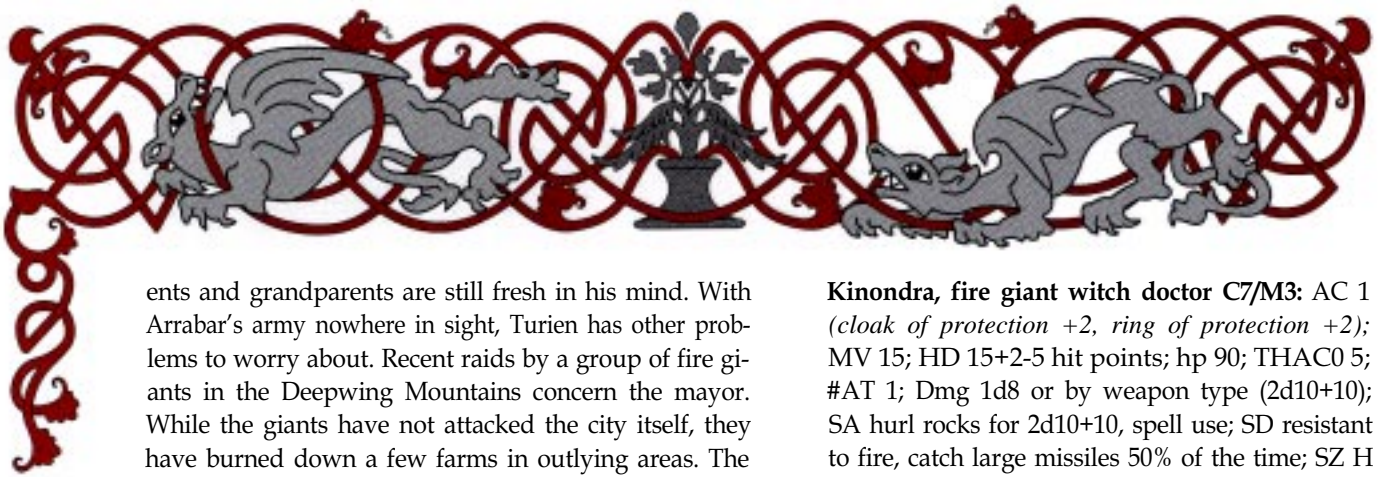 ents and grandparents are still fresh in his mind. With
Arrabar’s army nowhere in sight, Turien has other prob-
lems to worry about. Recent raids by a group of fire gi-
ants in the Deepwing Mountains concern the mayor.
While the giants have not attacked the city itself, they
have burned down a few farms in outlying areas. The
Kinondra, fire giant witch doctor C7/M3: AC 1
(cloak of protection +2, ring of protection +2);
MV 15; HD 15+2-5 hit points; hp 90; THAC0 5;
#AT 1; Dmg 1d8 or by weapon type (2d10+10);
SA hurl rocks for 2d10+10, spell use; SD resistant
to fire, catch large missiles 50% of the time; SZ H